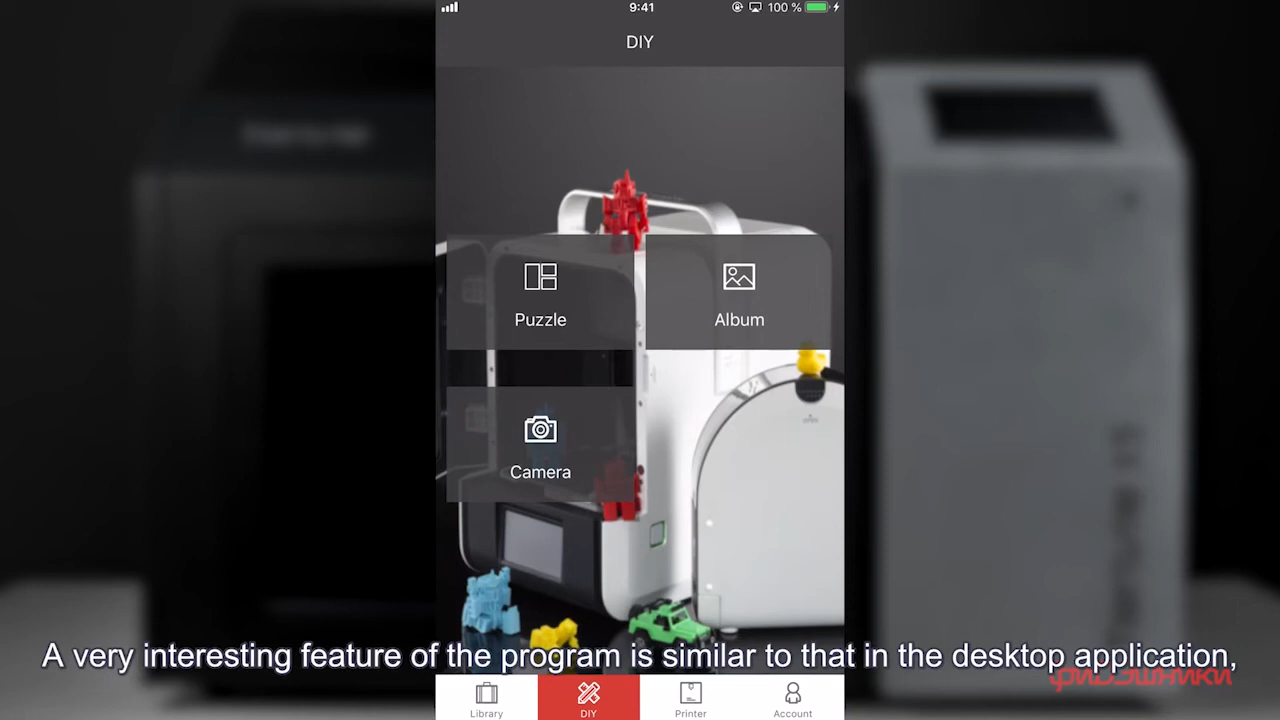 9:41
100 %
DIY
Puzzle
Album
Camera
A very interesting feature of the program is similar to that in the desktop application,
Library
DIY
Printer
Account